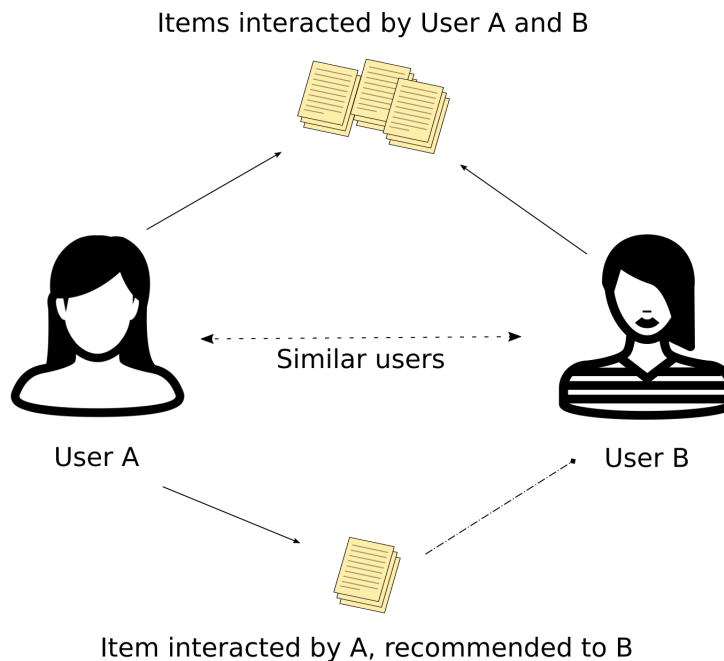 Items interacted by User A and B
Similar users
User A
User B
Item interacted by A, recommended to B